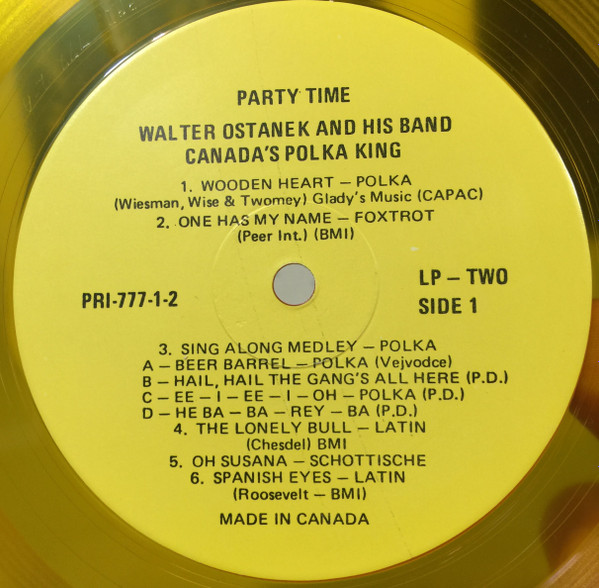 PARTY TIME
WALTER OSTANEK AND HIS BAND
CANADA'S POLKA KING
1. WOODEN HEART – POLKA
(Wiesman, Wise & Twomey) Glady's Music (CAPAC)
2. ONE HAS MY NAME – FOXTROT
(Peer Int.) (BMI)
PRI-777-1-2
LP – TWO
SIDE 1
3. SING ALONG MEDLEY – POLKA
A – BEER BARREL – POLKA (Vejvodce)
B – HAIL, HAIL THE GANG'S ALL HERE (P.D.)
C – EE – I – EE – I – OH – POLKA (P.D.)
D – HE BA – BA – REY – BA (P.D.)
4. THE LONELY BULL – LATIN
(Chesdel) BMI
5. OH SUSANA – SCHOTTISCHE
6. SPANISH EYES – LATIN
(Roosevelt – BMI)
MADE IN CANADA